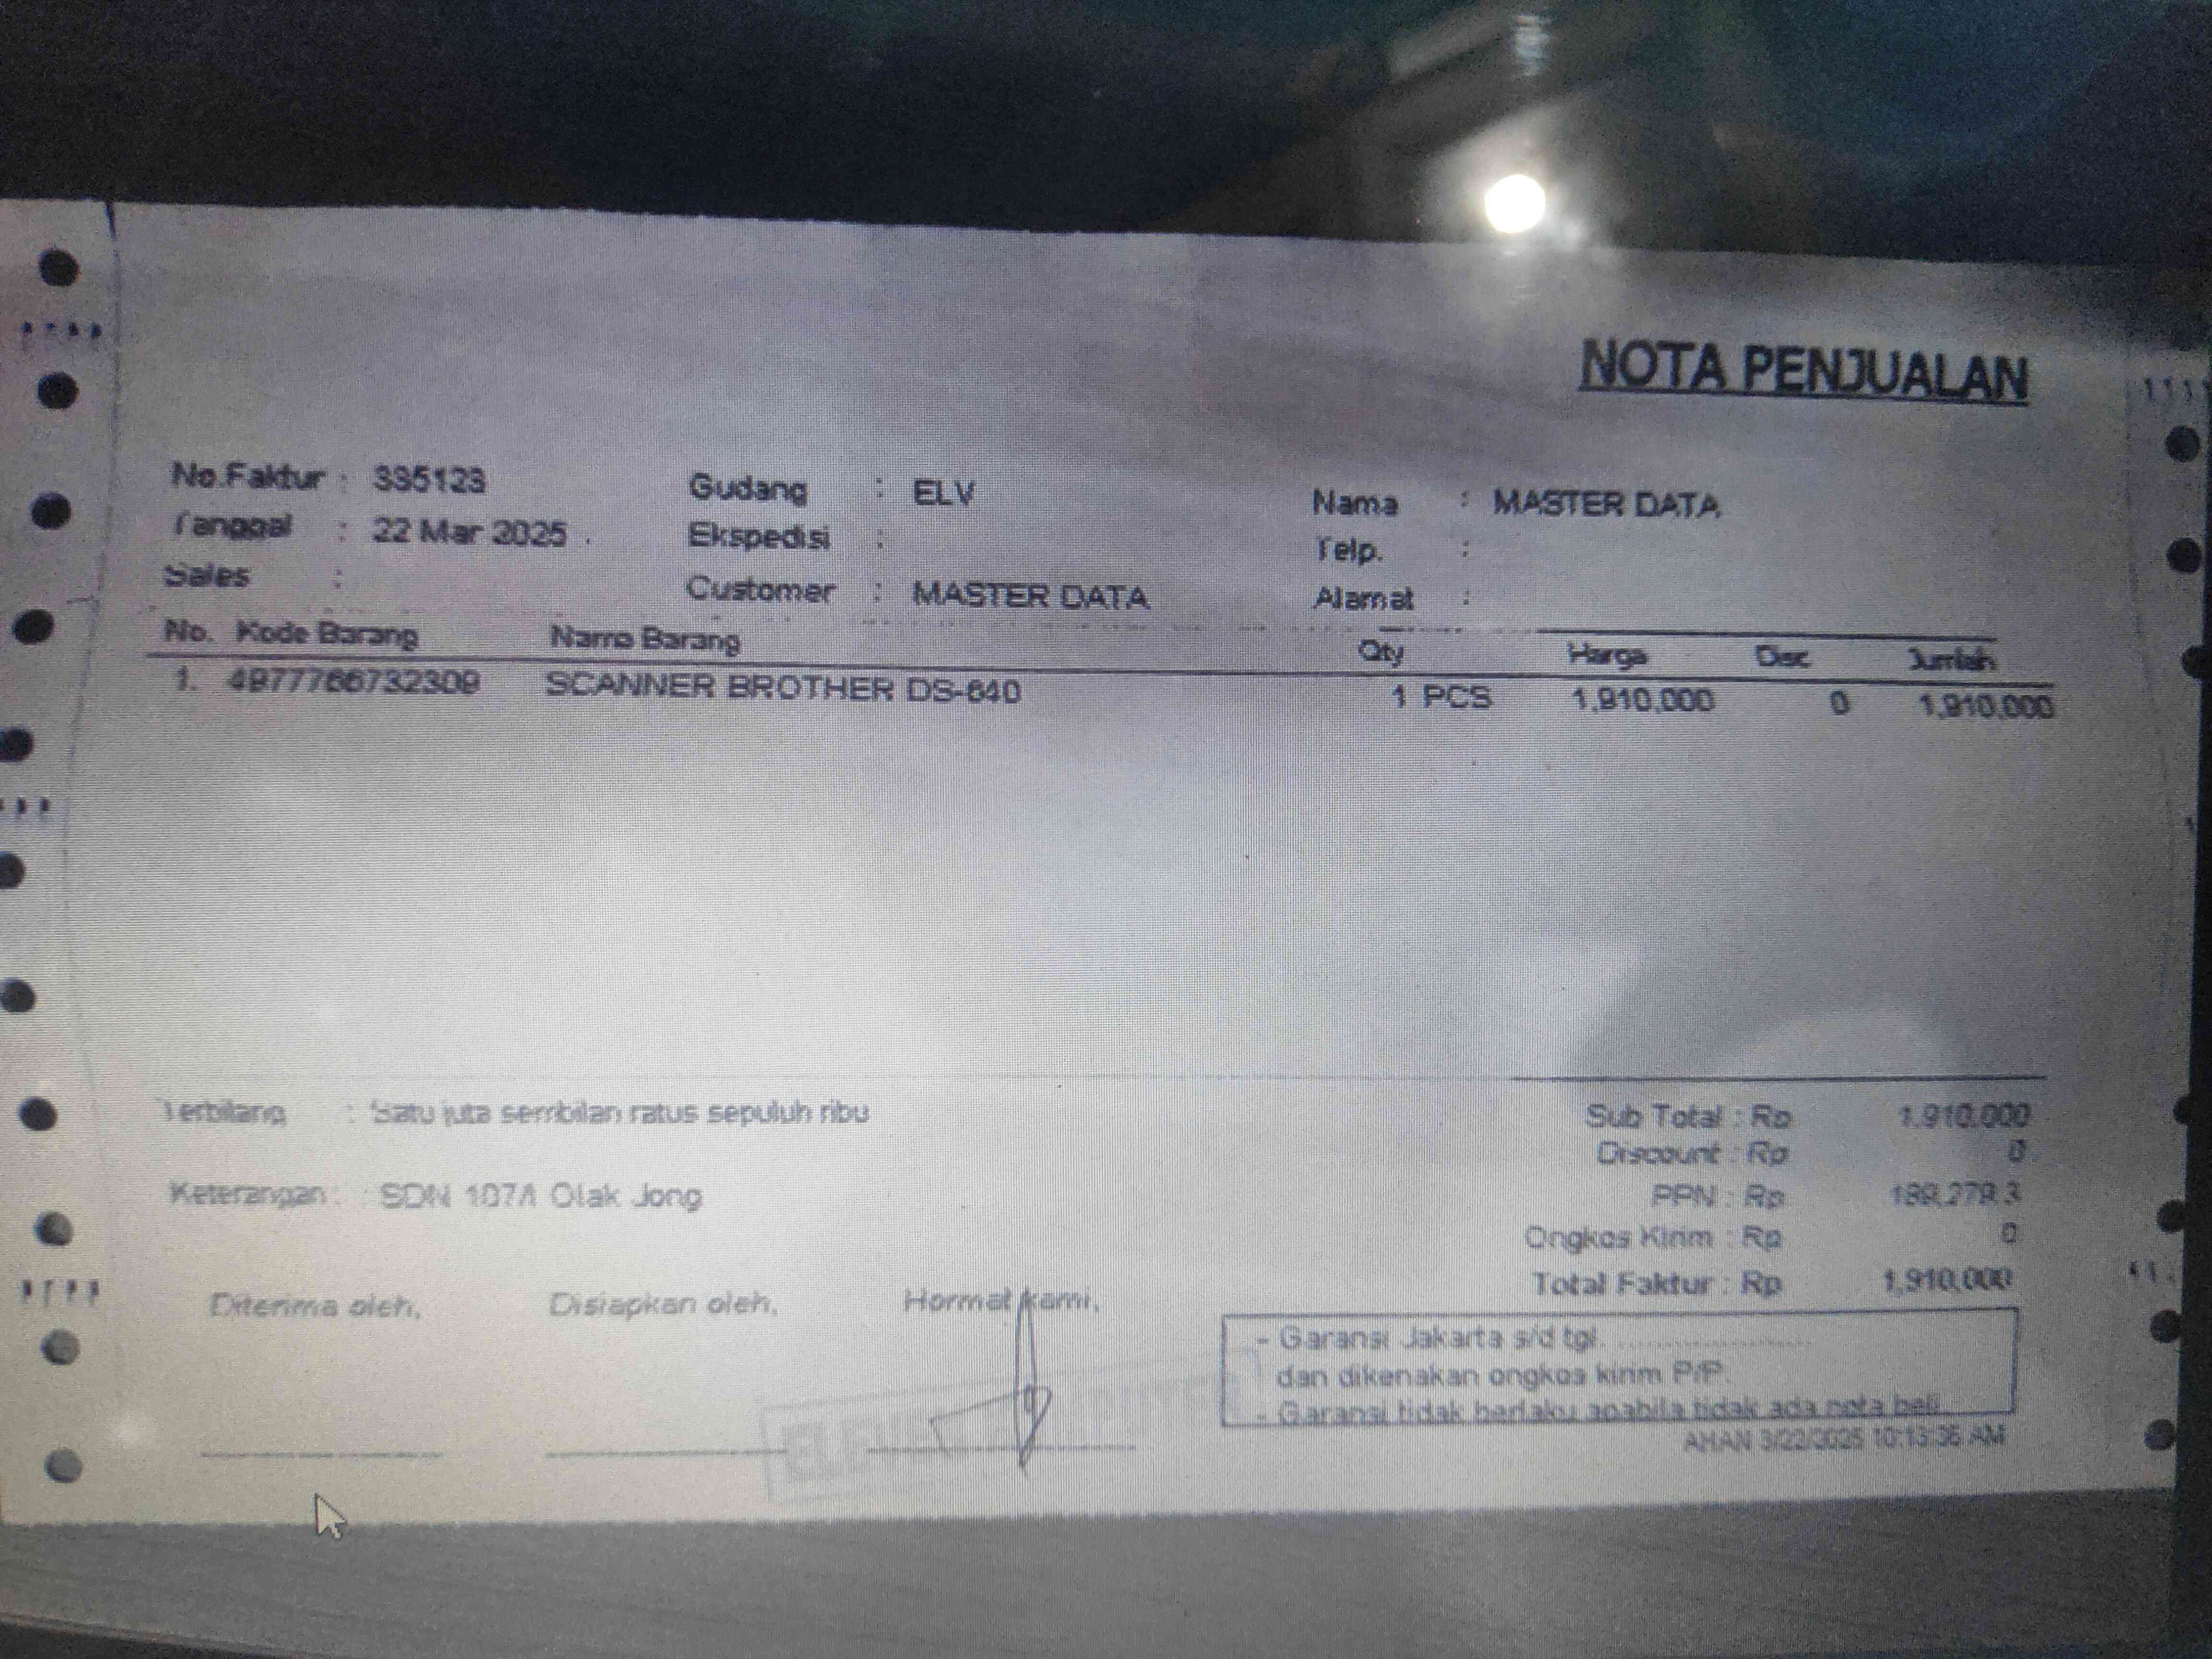 NOTA PENJUALAN
No.Faktur : 335123
Gudang : ELV
Nama : MASTER DATA
Tanggal : 22 Mar 2025
Ekspedisi :
Telp. :
Sales :
Customer : MASTER DATA
Alamat :
No. Kode Barang Nama Barang Qty Harga Disc Jumlah
1. 4977766732309 SCANNER BROTHER DS-640 1 PCS 1,910,000 0 1,910,000
Terbilang : Satu juta sembilan ratus sepuluh ribu
Sub Total : Rp 1,910,000
Discount : Rp 0
Keterangan : SDN 107/I Olak Jong
PPN : Rp 189,279.3
Ongkos Kirim : Rp 0
Total Faktur : Rp 1,910,000
Diterima oleh, Disiapkan oleh, Hormat kami,
- Garansi Jakarta s/d tgl. ....................
dan dikenakan ongkos kirim P/P.
- Garansi tidak berlaku apabila tidak ada nota beli.
3/22/2025 10:13:36 AM